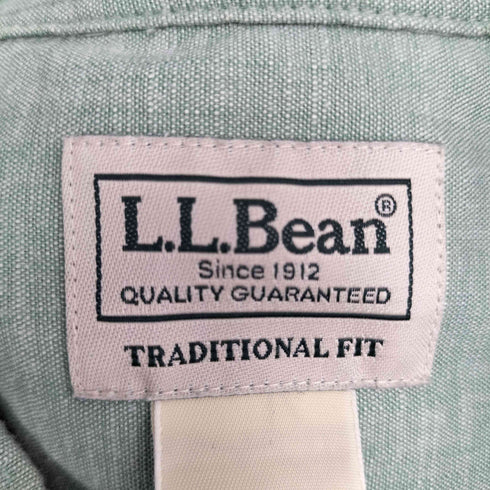 L.L.Bean®
Since 1912
QUALITY GUARANTEED
TRADITIONAL FIT